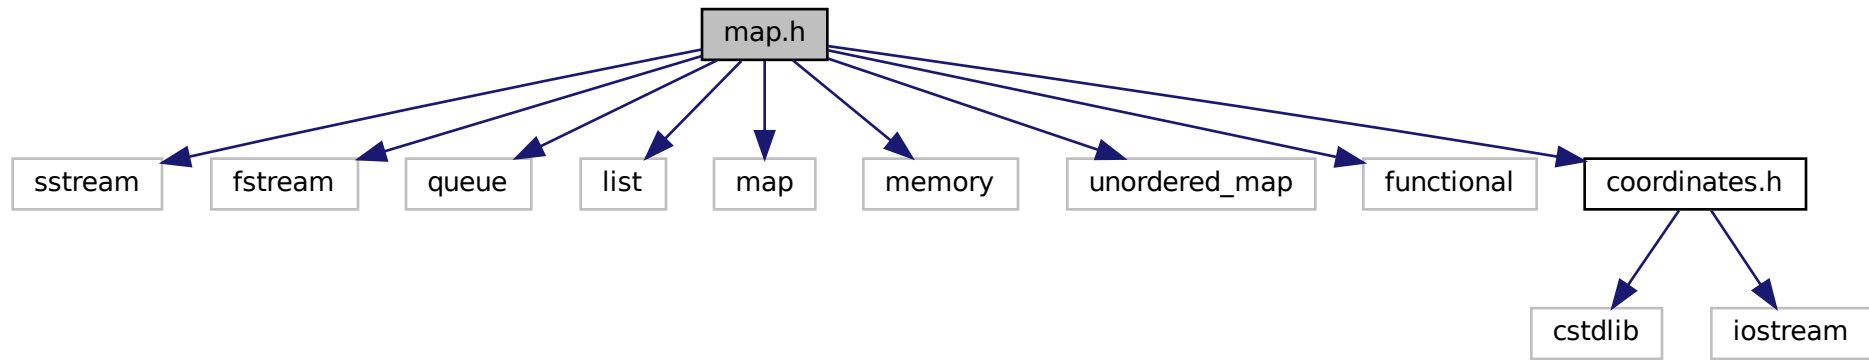 map.h
sstream
fstream
queue
list
map
memory
unordered_map
functional
coordinates.h
cstdlib
iostream